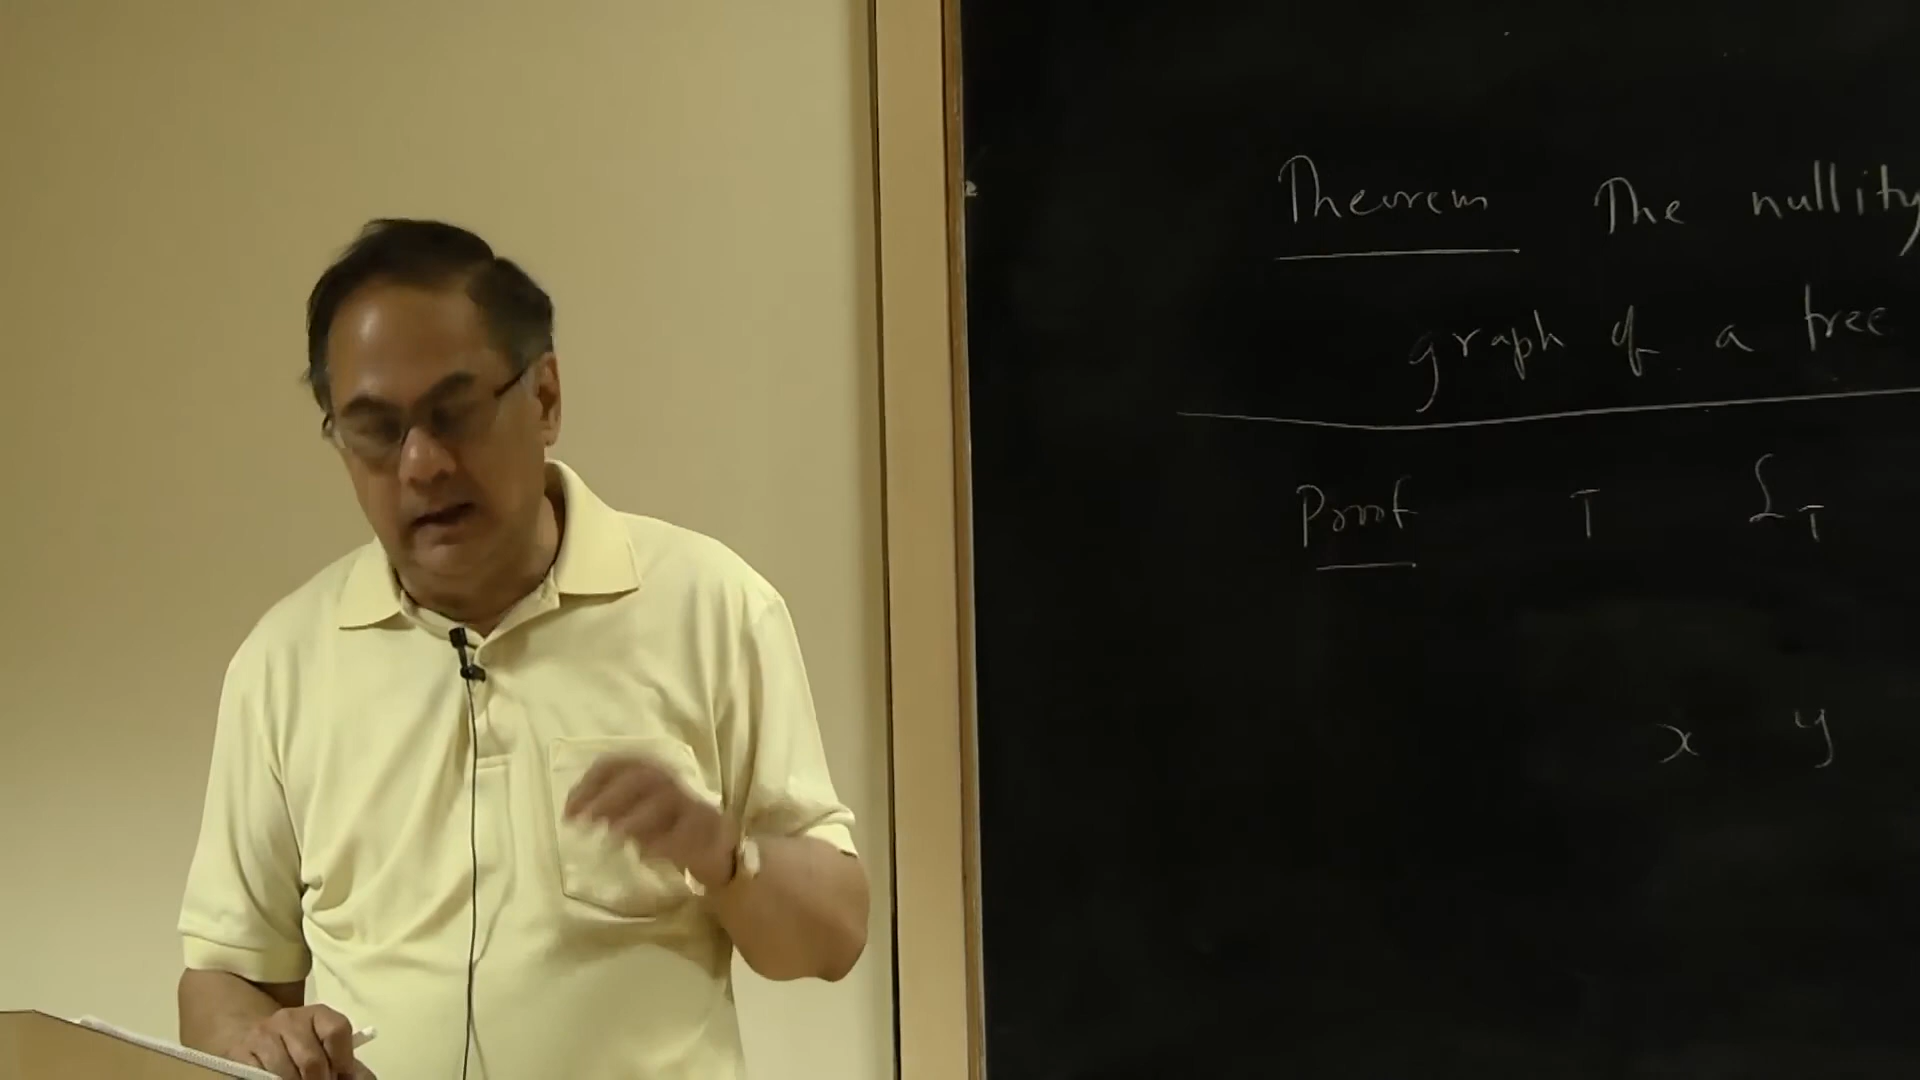 Theorem The nullity
graph of a tree
Proof T ℒ_T
x y